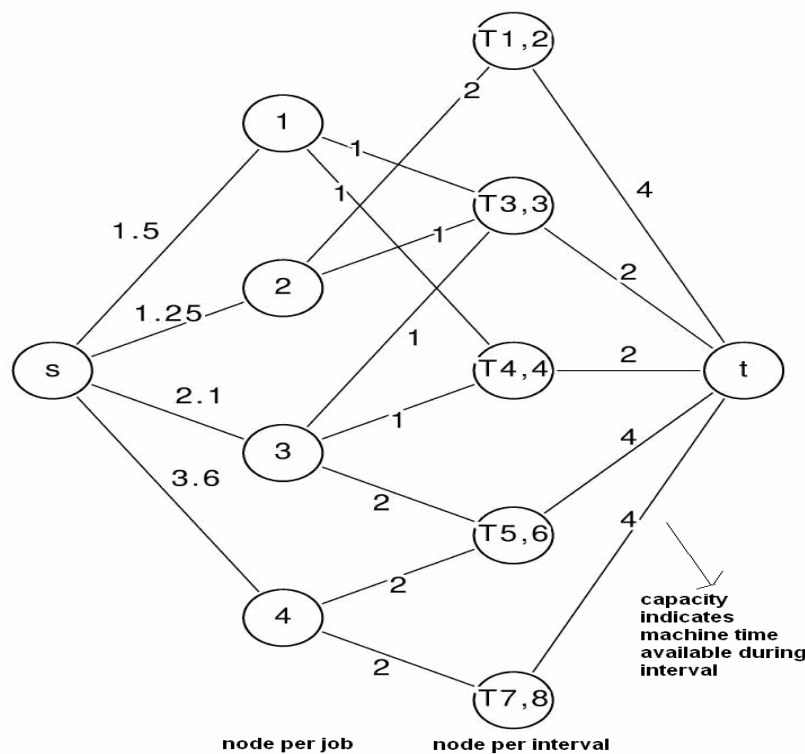 T1,2
2
1
1
4
1
T3,3
1.5
1
2
2
1.25
1
2
s
T4,4
t
2.1
1
4
3
2
3.6
4
T5,6
2
capacity
indicates
machine time
available during
interval
4
2
T7,8
node per job
node per interval